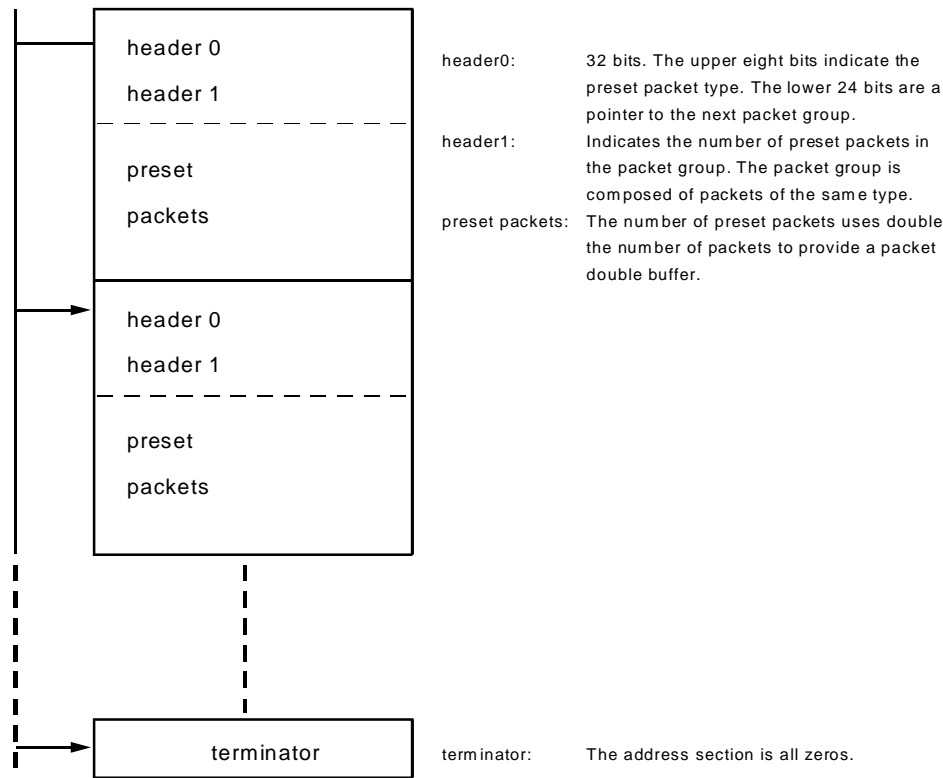 header 0
header 1
preset
packets
header 0
header 1
preset
packets
terminator
header0: 32 bits. The upper eight bits indicate the
preset packet type. The lower 24 bits are a
pointer to the next packet group.
header1: Indicates the number of preset packets in
the packet group. The packet group is
composed of packets of the same type.
preset packets: The number of preset packets uses double
the number of packets to provide a packet
double buffer.
terminator: The address section is all zeros.